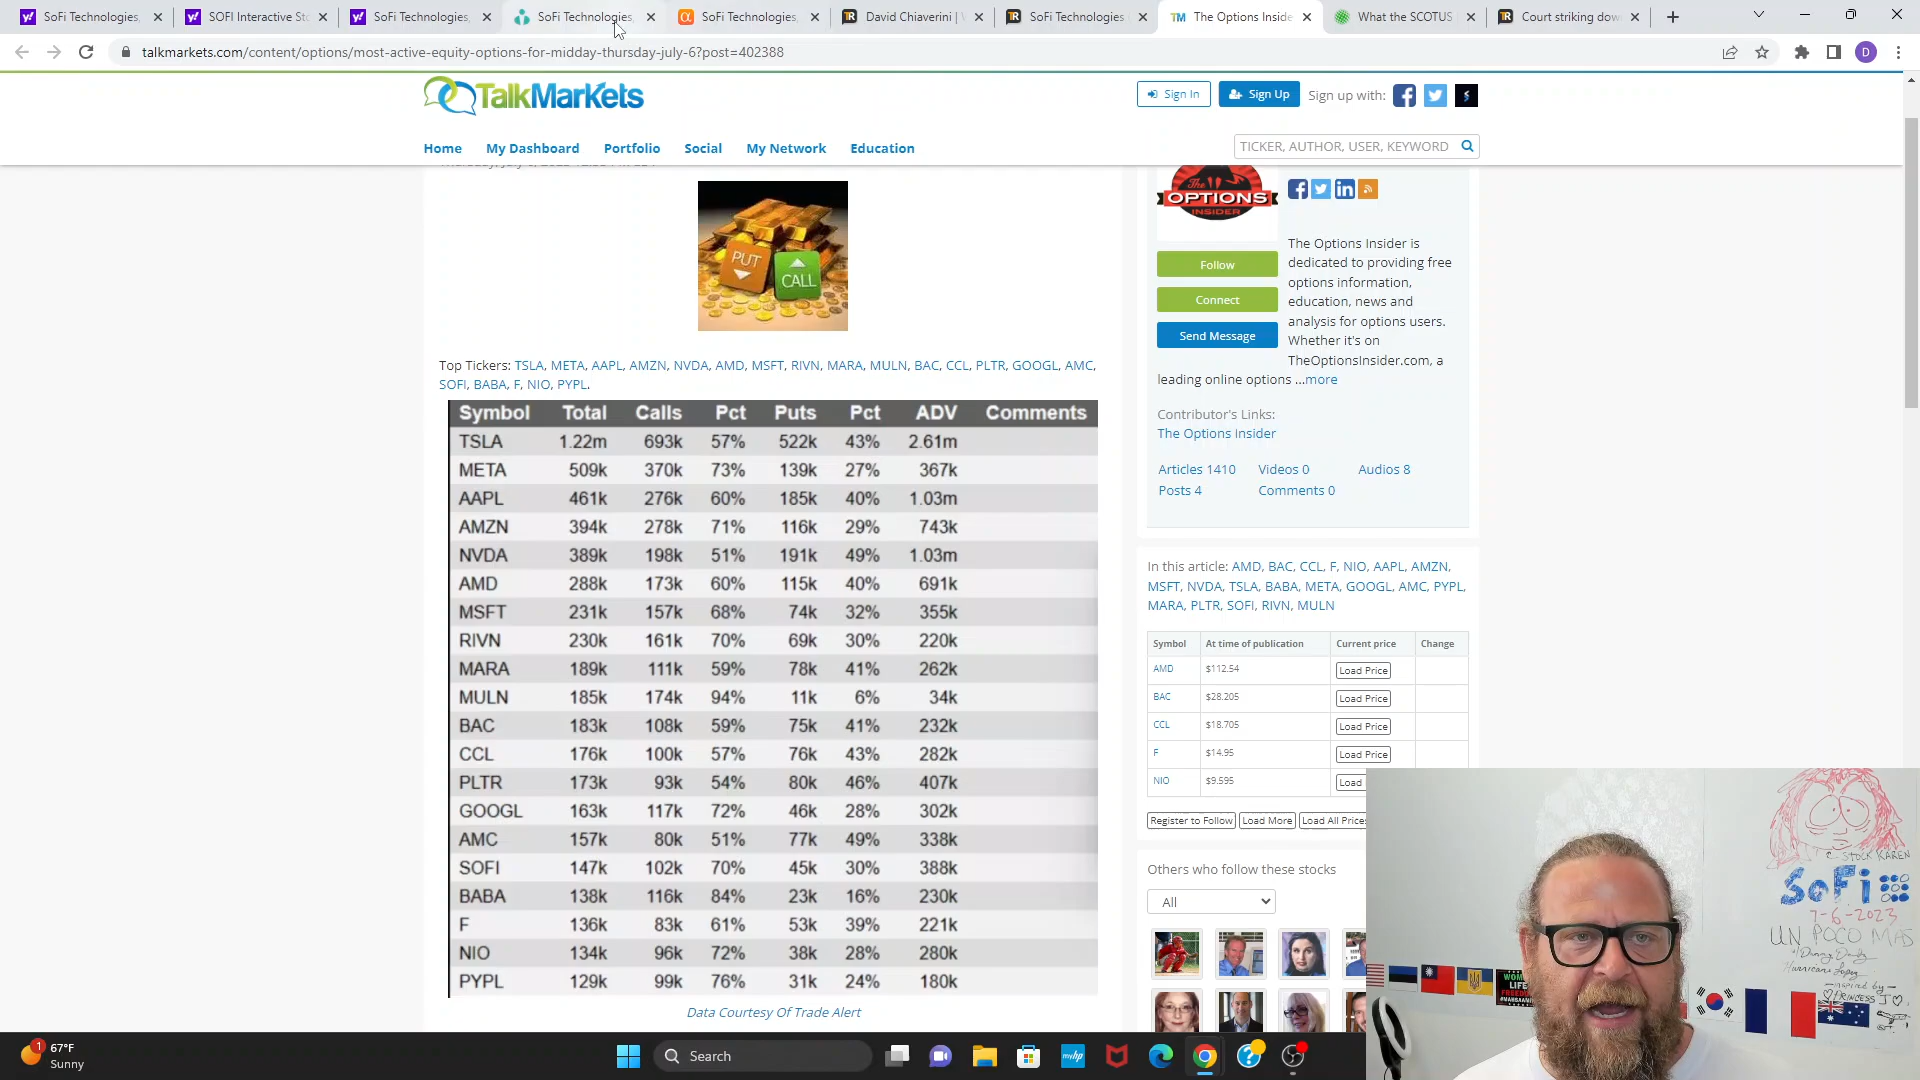 SoFi Technologies,
SOFI Interactive Sto
SoFi Technologies,
SoFi Technologies,
SoFi Technologies,
David Chiaverini |
SoFi Technologies
The Options Inside
What the SCOTUS
Court striking dow
talkmarkets.com/content/options/most-active-equity-options-for-midday-thursday-july-6?post=402388
D
TalkMarkets
Sign In
Sign Up
Sign up with:
Home My Dashboard Portfolio Social My Network Education
TICKER, AUTHOR, USER, KEYWORD
PUT
CALL
Top Tickers: TSLA, META, AAPL, AMZN, NVDA, AMD, MSFT, RIVN, MARA, MULN, BAC, CCL, PLTR, GOOGL, AMC,
SOFI, BABA, F, NIO, PYPL.
Symbol Total Calls Pct Puts Pct ADV Comments
TSLA 1.22m 693k 57% 522k 43% 2.61m
META 509k 370k 73% 139k 27% 367k
AAPL 461k 276k 60% 185k 40% 1.03m
AMZN 394k 278k 71% 116k 29% 743k
NVDA 389k 198k 51% 191k 49% 1.03m
AMD 288k 173k 60% 115k 40% 691k
MSFT 231k 157k 68% 74k 32% 355k
RIVN 230k 161k 70% 69k 30% 220k
MARA 189k 111k 59% 78k 41% 262k
MULN 185k 174k 94% 11k 6% 34k
BAC 183k 108k 59% 75k 41% 232k
CCL 176k 100k 57% 76k 43% 282k
PLTR 173k 93k 54% 80k 46% 407k
GOOGL 163k 117k 72% 46k 28% 302k
AMC 157k 80k 51% 77k 49% 338k
SOFI 147k 102k 70% 45k 30% 388k
BABA 138k 116k 84% 23k 16% 230k
F 136k 83k 61% 53k 39% 221k
NIO 134k 96k 72% 38k 28% 280k
PYPL 129k 99k 76% 31k 24% 180k
Data Courtesy Of Trade Alert
The
OPTIONS
INSIDER
Follow
Connect
Send Message
The Options Insider is
dedicated to providing free
options information,
education, news and
analysis for options users.
Whether it's on
TheOptionsInsider.com, a
leading online options ...more
Contributor's Links:
The Options Insider
Articles 1410 Videos 0 Audios 8
Posts 4 Comments 0
In this article: AMD, BAC, CCL, F, NIO, AAPL, AMZN,
MSFT, NVDA, TSLA, BABA, META, GOOGL, AMC, PYPL,
MARA, PLTR, SOFI, RIVN, MULN
Symbol At time of publication Current price Change
AMD $112.54 Load Price
BAC $28.205 Load Price
CCL $18.705 Load Price
F $14.95 Load Price
NIO $9.595 Load
Register to Follow Load More Load All Price
Others who follow these stocks
All
STOCK KAREN
SoFi
7-6-2023
UN POCO MAS
inspired by
PRINCESS J
1
67°F
Sunny
Search
myhp